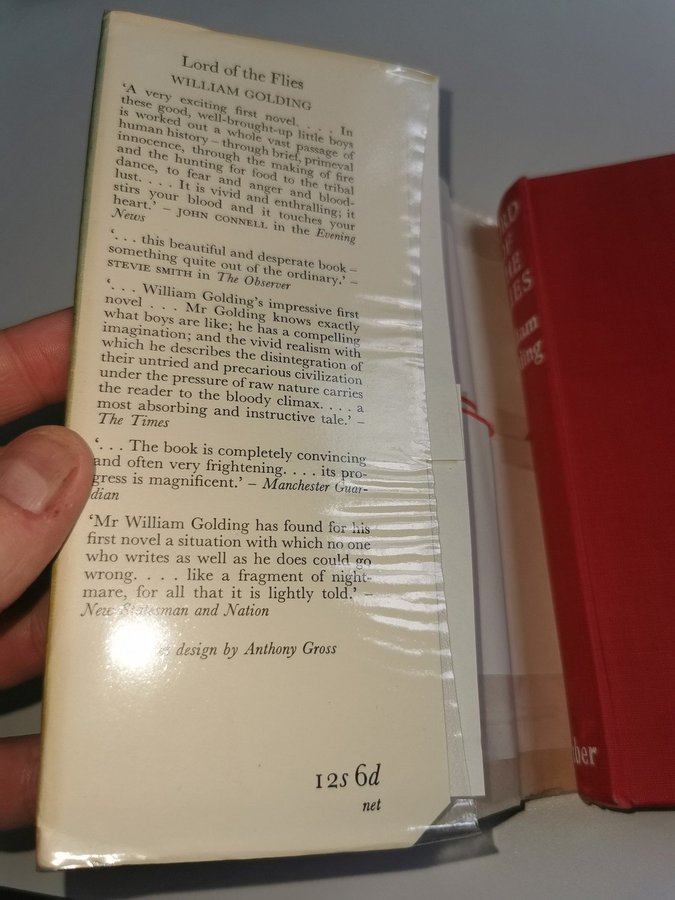 Lord of the Flies
WILLIAM GOLDING
‘A very exciting first novel. . . . In
these good, well-brought-up little boys
is worked out a whole vast passage of
human history – through brief, primeval
innocence, through the making of fire
and the hunting for food to the tribal
dance, to fear and anger and blood-
lust. . . . It is vivid and enthralling; it
stirs your blood and it touches your
heart.’ – JOHN CONNELL in the Evening
News
‘. . . this beautiful and desperate book –
something quite out of the ordinary.’ –
STEVIE SMITH in The Observer
‘. . . William Golding’s impressive first
novel . . . Mr Golding knows exactly
what boys are like; he has a compelling
imagination; and the vivid realism with
which he describes the disintegration of
their untried and precarious civilization
under the pressure of raw nature carries
the reader to the bloody climax. . . . a
most absorbing and instructive tale.’ –
The Times
‘. . . The book is completely convincing
and often very frightening. . . . its pro-
gress is magnificent.’ – Manchester Guar-
dian
‘Mr William Golding has found for his
first novel a situation with which no one
who writes as well as he does could go
wrong. . . . like a fragment of night-
mare, for all that it is lightly told.’ –
New Statesman and Nation
design by Anthony Gross
12s 6d
net